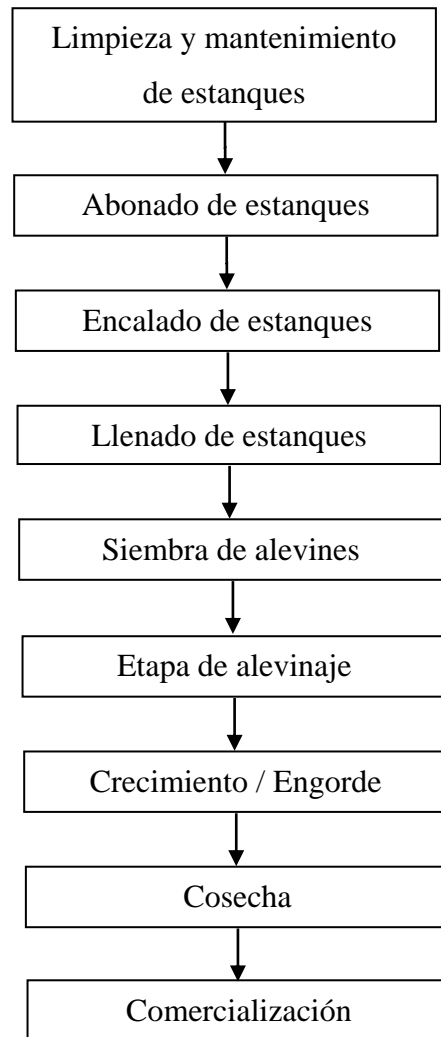 Limpieza y mantenimiento
de estanques
Abonado de estanques
Encalado de estanques
Llenado de estanques
Siembra de alevines
Etapa de alevinaje
Crecimiento / Engorde
Cosecha
Comercialización